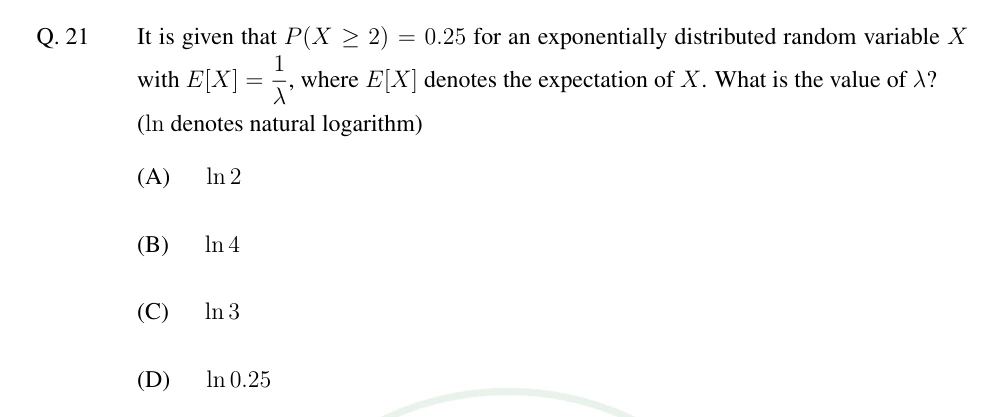 Q. 21 It is given that P(X ≥ 2) = 0.25 for an exponentially distributed random variable X
with E[X] = 1/λ, where E[X] denotes the expectation of X. What is the value of λ?
(ln denotes natural logarithm)
(A) ln 2
(B) ln 4
(C) ln 3
(D) ln 0.25